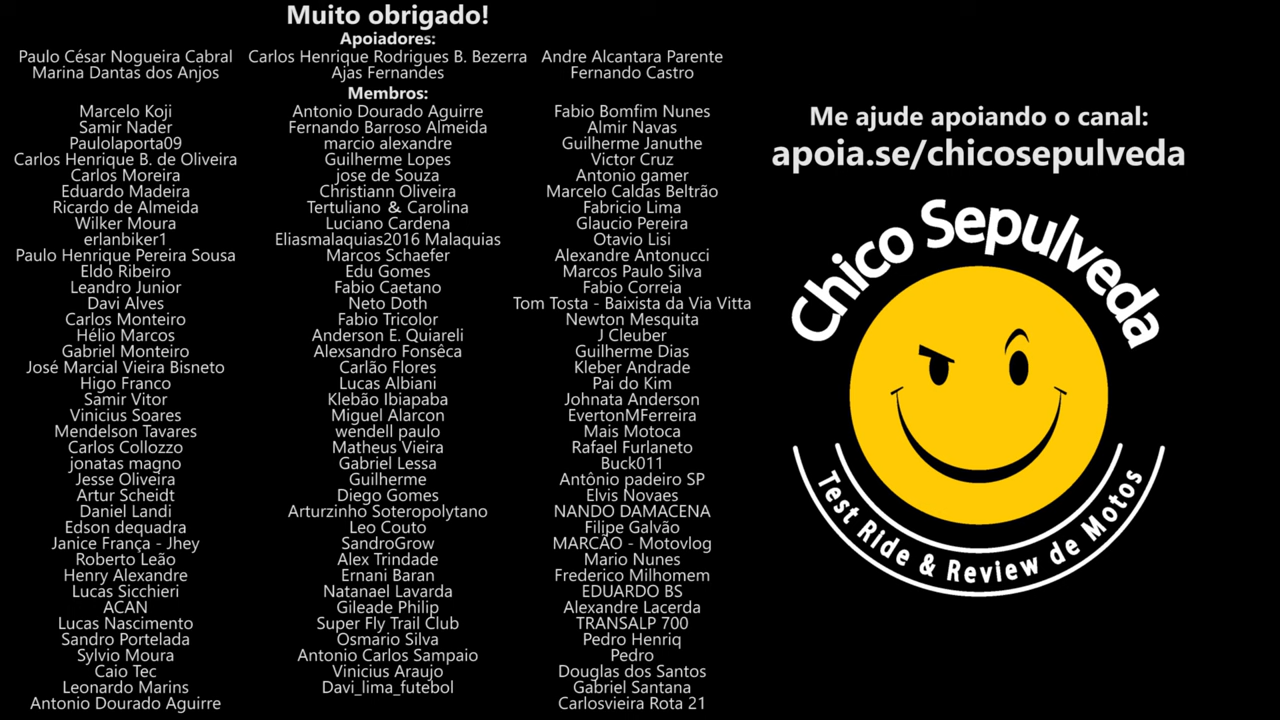 Muito obrigado!
Apoiadores:
Paulo César Nogueira Cabral
Carlos Henrique Rodrigues B. Bezerra
Andre Alcantara Parente
Marina Dantas dos Anjos
Ajas Fernandes
Fernando Castro
Membros:
Marcelo Koji
Samir Nader
Paulolaporta09
Carlos Henrique B. de Oliveira
Carlos Moreira
Eduardo Madeira
Ricardo de Almeida
Wilker Moura
erlanbiker1
Paulo Henrique Pereira Sousa
Eldo Ribeiro
Leandro Junior
Davi Alves
Carlos Monteiro
Hélio Marcos
Gabriel Monteiro
José Marcial Vieira Bisneto
Higo Franco
Samir Vitor
Vinicius Soares
Mendelson Tavares
Carlos Collozzo
jonatas magno
Jesse Oliveira
Artur Scheidt
Daniel Landi
Edson dequadra
Janice França - Jhey
Roberto Leão
Henry Alexandre
Lucas Sicchieri
ACAN
Lucas Nascimento
Sandro Portelada
Sylvio Moura
Caio Tec
Leonardo Marins
Antonio Dourado Aguirre
Antonio Dourado Aguirre
Fernando Barroso Almeida
marcio alexandre
Guilherme Lopes
jose de Souza
Christiann Oliveira
Tertuliano & Carolina
Luciano Cardena
Eliasmalaquias2016 Malaquias
Marcos Schaefer
Edu Gomes
Fabio Caetano
Neto Doth
Fabio Tricolor
Anderson E. Quiareli
Alexsandro Fonsêca
Carlão Flores
Lucas Albiani
Klebão Ibiapaba
Miguel Alarcon
wendell paulo
Matheus Vieira
Gabriel Lessa
Guilherme
Diego Gomes
Arturzinho Soteropolytano
Leo Couto
SandroGrow
Alex Trindade
Ernani Baran
Natanael Lavarda
Gileade Philip
Super Fly Trail Club
Osmario Silva
Antonio Carlos Sampaio
Vinicius Araujo
Davi_lima_futebol
Fabio Bomfim Nunes
Almir Navas
Guilherme Januthe
Victor Cruz
Antonio gamer
Marcelo Caldas Beltrão
Fabricio Lima
Glaucio Pereira
Otavio Lisi
Alexandre Antonucci
Marcos Paulo Silva
Fabio Correia
Tom Tosta - Baixista da Via Vitta
Newton Mesquita
J Cleuber
Guilherme Dias
Kleber Andrade
Pai do Kim
Johnata Anderson
EvertonMFerreira
Mais Motoca
Rafael Furlaneto
Buck011
Antônio padeiro SP
Elvis Novaes
NANDO DAMACENA
Filipe Galvão
MARCÃO - Motovlog
Mario Nunes
Frederico Milhomem
EDUARDO BS
Alexandre Lacerda
TRANSALP 700
Pedro Henriq
Pedro
Douglas dos Santos
Gabriel Santana
Carlosvieira Rota 21
Me ajude apoiando o canal:
apoia.se/chicosepulveda
Chico Sepulveda
Test Ride & Review de Motos